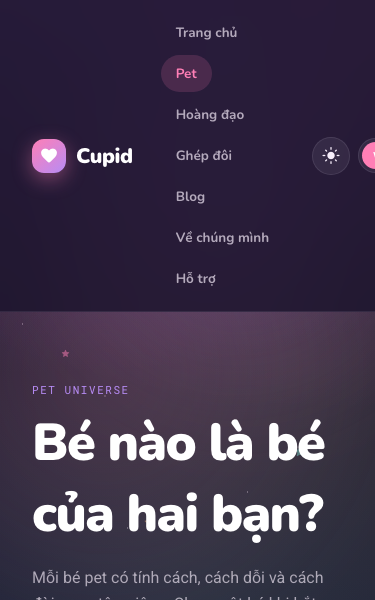 Trang chủ
Pet
Hoàng đạo
Cupid
Ghép đôi
Blog
Về chúng mình
Hỗ trợ
PET UNIVERSE
Bé nào là bé
của hai bạn?
Mỗi bé pet có tính cách, cách dỗi và cách